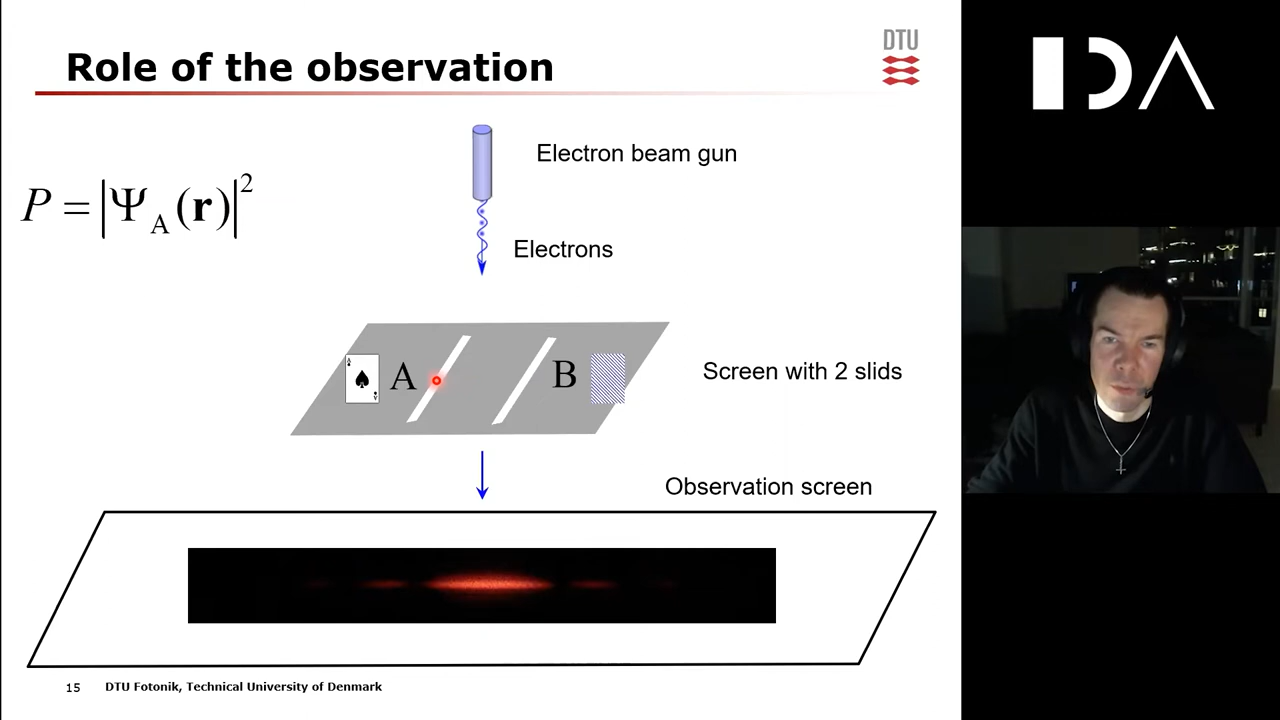 Role of the observation
DTU
IDA
Electron beam gun
P = |Ψ_A(r)|²
Electrons
A
B
Screen with 2 slids
Observation screen
15 DTU Fotonik, Technical University of Denmark